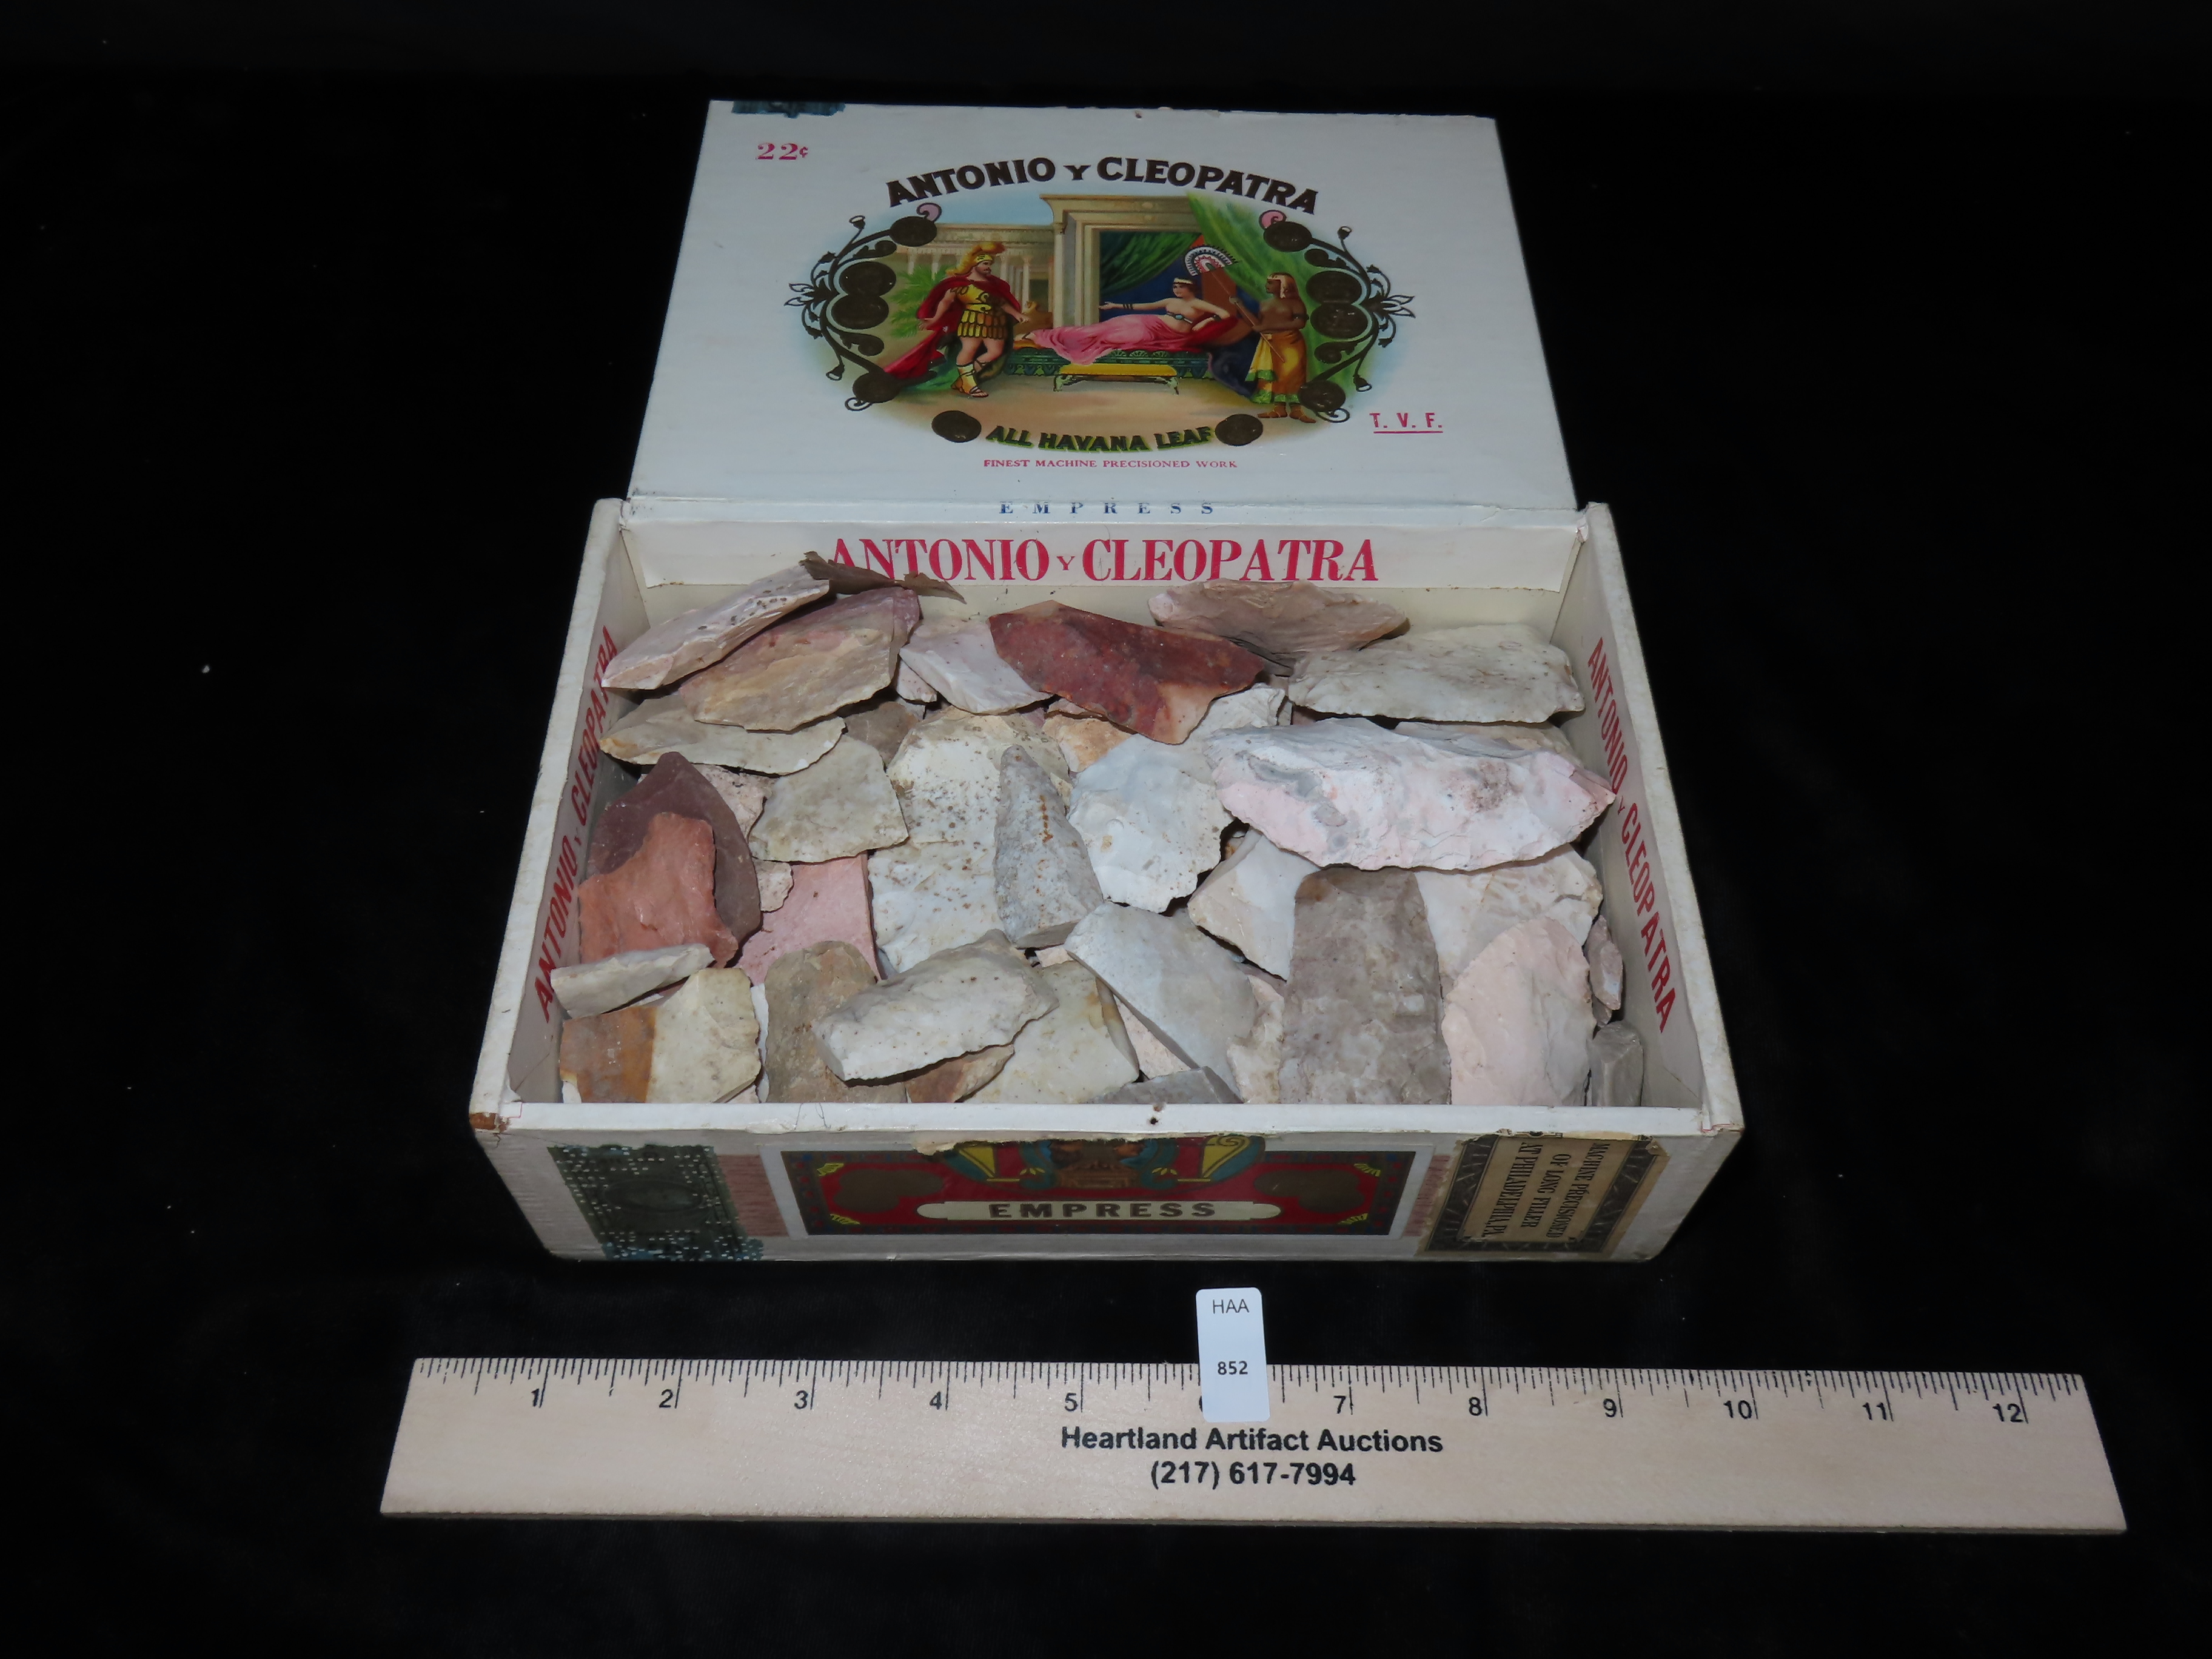 22¢
ANTONIO Y CLEOPATRA
ALL HAVANA LEAF
T. V. F.
FINEST MACHINE PRECISIONED WORK
EMPRESS
ANTONIO Y CLEOPATRA
ANTONIO Y CLEOPATRA
ANTONIO Y CLEOPATRA
EMPRESS
MACHINE PRECISIONED
OF LONG FILLER
AT PHILADELPHIA, PA.
HAA
852
1 2 3 4 5 7 8 9 10 11 12
Heartland Artifact Auctions
(217) 617-7994